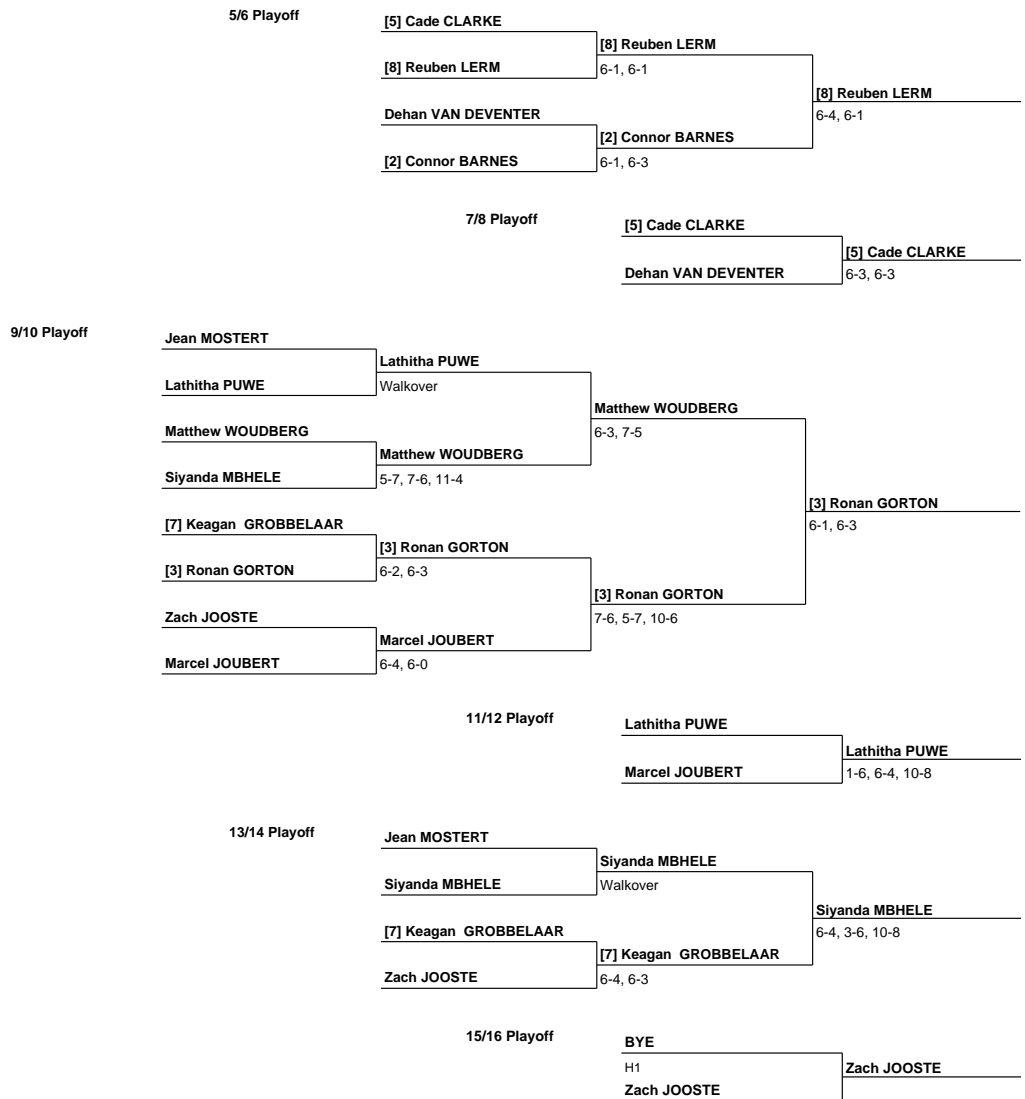 5/6 Playoff
[5] Cade CLARKE
[8] Reuben LERM
[8] Reuben LERM
6-1, 6-1
[8] Reuben LERM
6-4, 6-1
Dehan VAN DEVENTER
[2] Connor BARNES
[2] Connor BARNES
6-1, 6-3
7/8 Playoff
[5] Cade CLARKE
[5] Cade CLARKE
Dehan VAN DEVENTER
6-3, 6-3
9/10 Playoff
Jean MOSTERT
Lathitha PUWE
Lathitha PUWE
Walkover
Matthew WOUDBERG
6-3, 7-5
Matthew WOUDBERG
Matthew WOUDBERG
Siyanda MBHELE
5-7, 7-6, 11-4
[3] Ronan GORTON
6-1, 6-3
[7] Keagan  GROBBELAAR
[3] Ronan GORTON
[3] Ronan GORTON
6-2, 6-3
[3] Ronan GORTON
7-6, 5-7, 10-6
Zach JOOSTE
Marcel JOUBERT
Marcel JOUBERT
6-4, 6-0
11/12 Playoff
Lathitha PUWE
Lathitha PUWE
Marcel JOUBERT
1-6, 6-4, 10-8
13/14 Playoff
Jean MOSTERT
Siyanda MBHELE
Siyanda MBHELE
Walkover
Siyanda MBHELE
6-4, 3-6, 10-8
[7] Keagan  GROBBELAAR
[7] Keagan  GROBBELAAR
Zach JOOSTE
6-4, 6-3
15/16 Playoff
BYE
H1
Zach JOOSTE
Zach JOOSTE